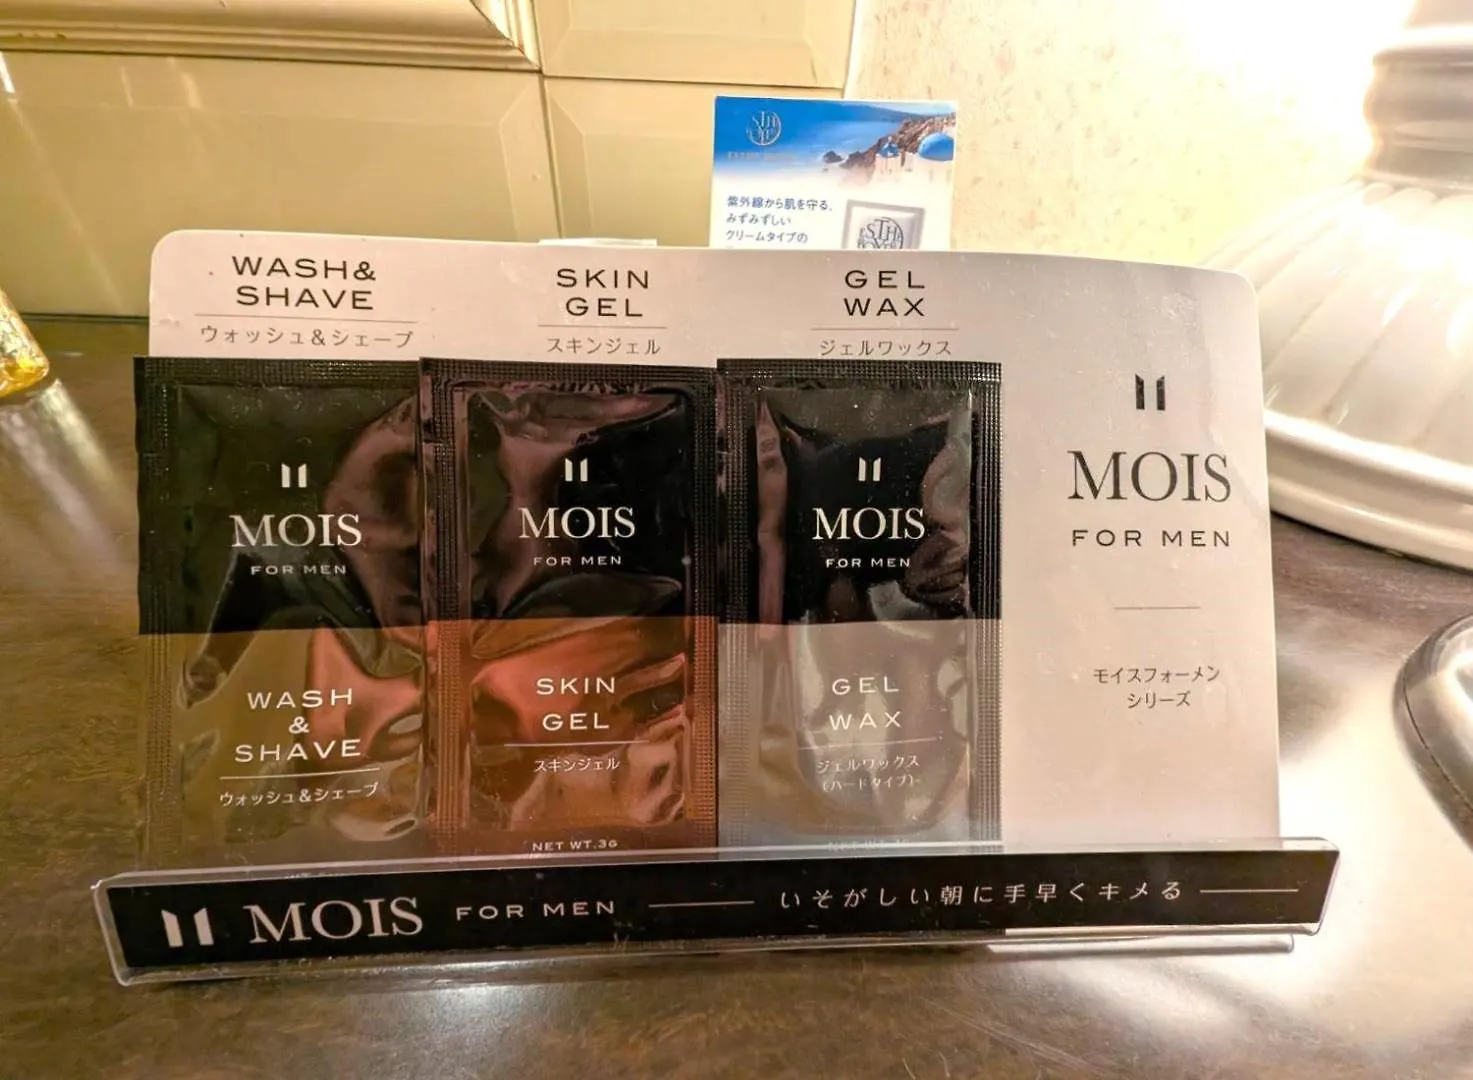 紫外線から肌を守る、
みずみずしい
クリームタイプの
WASH&
SHAVE
ウォッシュ&シェーブ
SKIN
GEL
スキンジェル
GEL
WAX
ジェルワックス
MOIS
FOR MEN
WASH
&
SHAVE
ウォッシュ&シェーブ
MOIS
FOR MEN
SKIN
GEL
スキンジェル
NET WT.3G
MOIS
FOR MEN
GEL
WAX
ジェルワックス
(ハードタイプ)
MOIS
FOR MEN
モイスフォーメン
シリーズ
MOIS FOR MEN いそがしい朝に手早くキメる